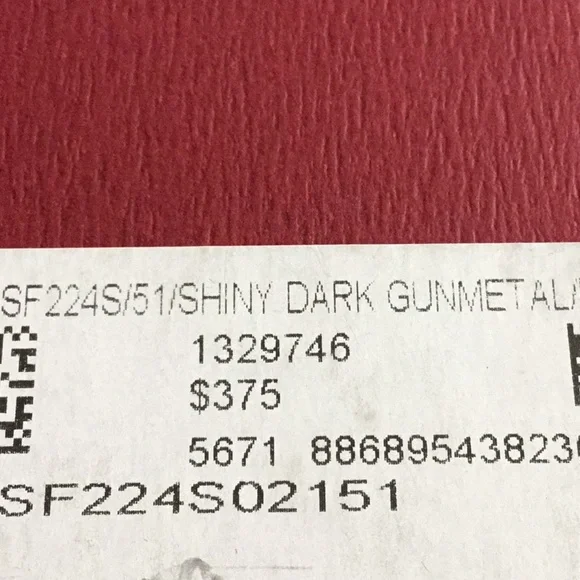 SF224S/51/SHINY DARK GUNMETAL/
1329746
$375
5671 88689543823
SF224S02151